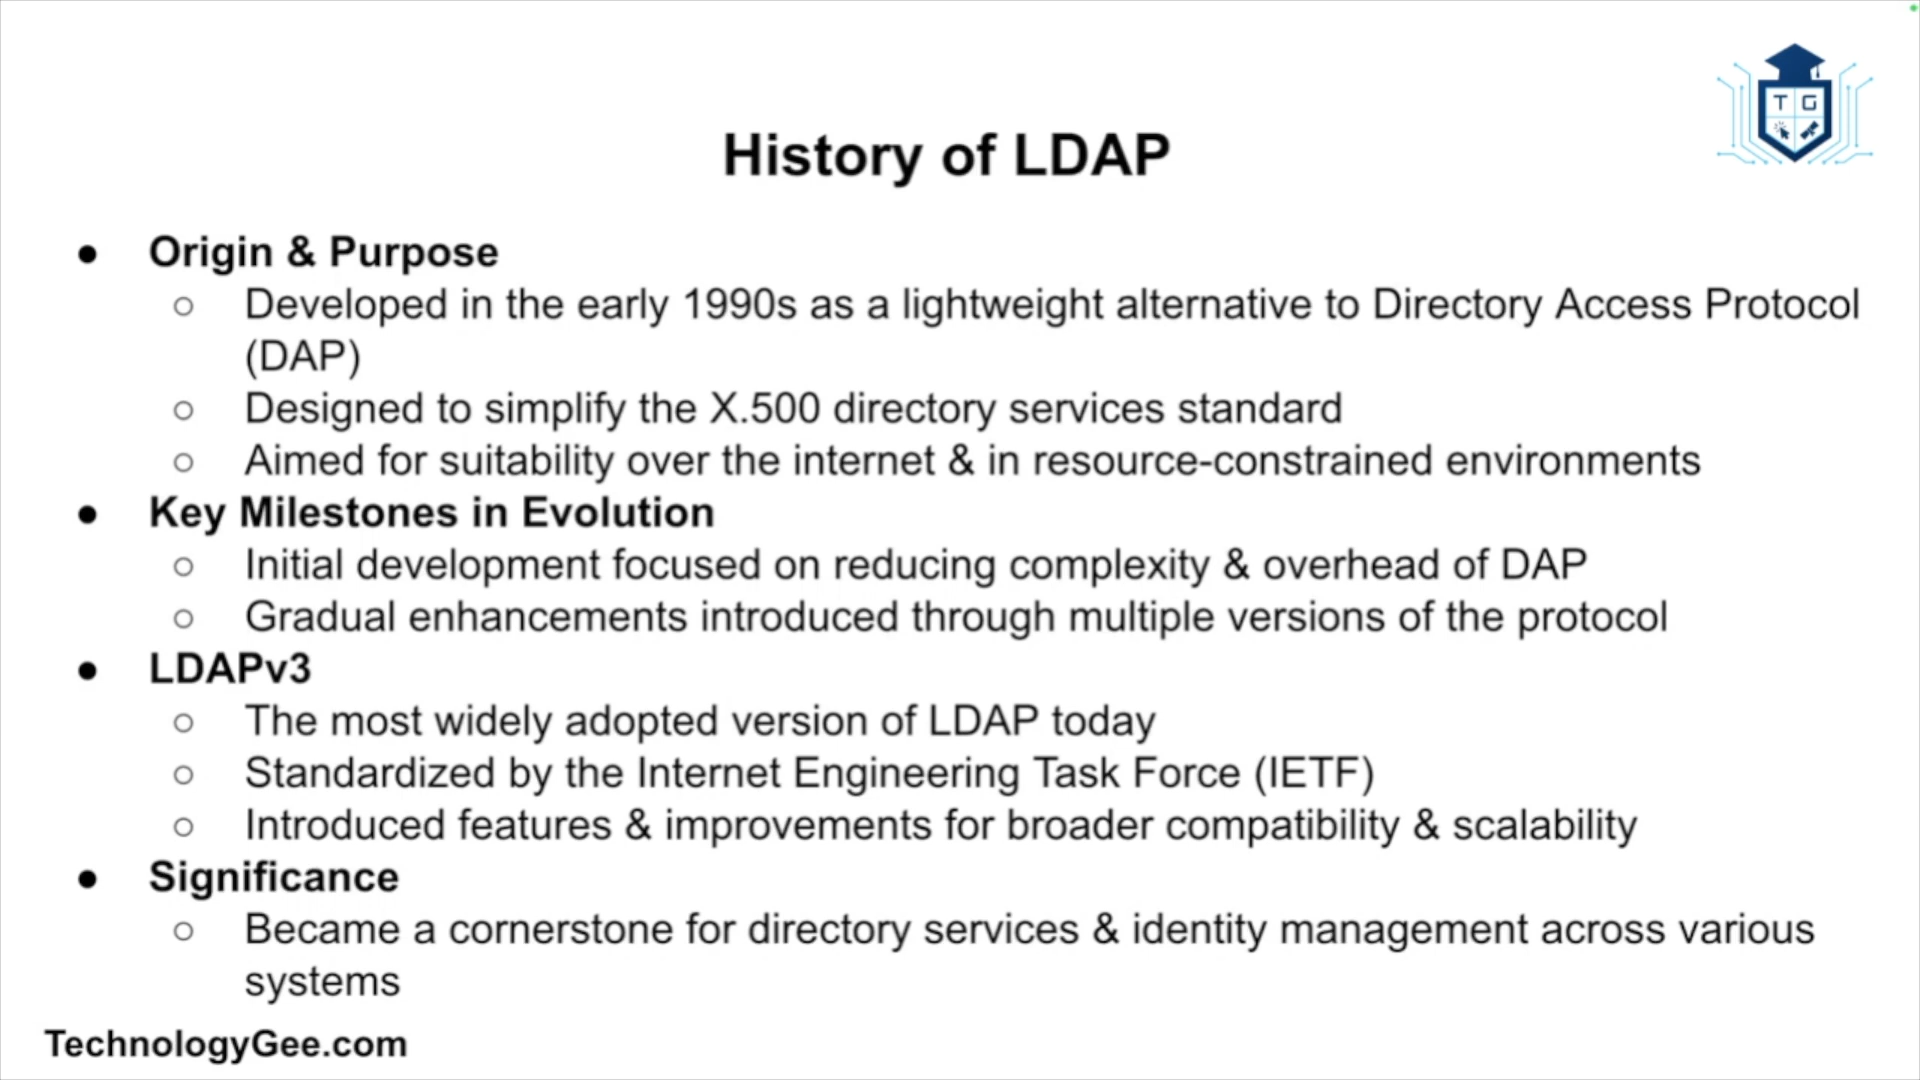 T G
History of LDAP
● Origin & Purpose
○ Developed in the early 1990s as a lightweight alternative to Directory Access Protocol
(DAP)
○ Designed to simplify the X.500 directory services standard
○ Aimed for suitability over the internet & in resource-constrained environments
● Key Milestones in Evolution
○ Initial development focused on reducing complexity & overhead of DAP
○ Gradual enhancements introduced through multiple versions of the protocol
● LDAPv3
○ The most widely adopted version of LDAP today
○ Standardized by the Internet Engineering Task Force (IETF)
○ Introduced features & improvements for broader compatibility & scalability
● Significance
○ Became a cornerstone for directory services & identity management across various
systems
TechnologyGee.com